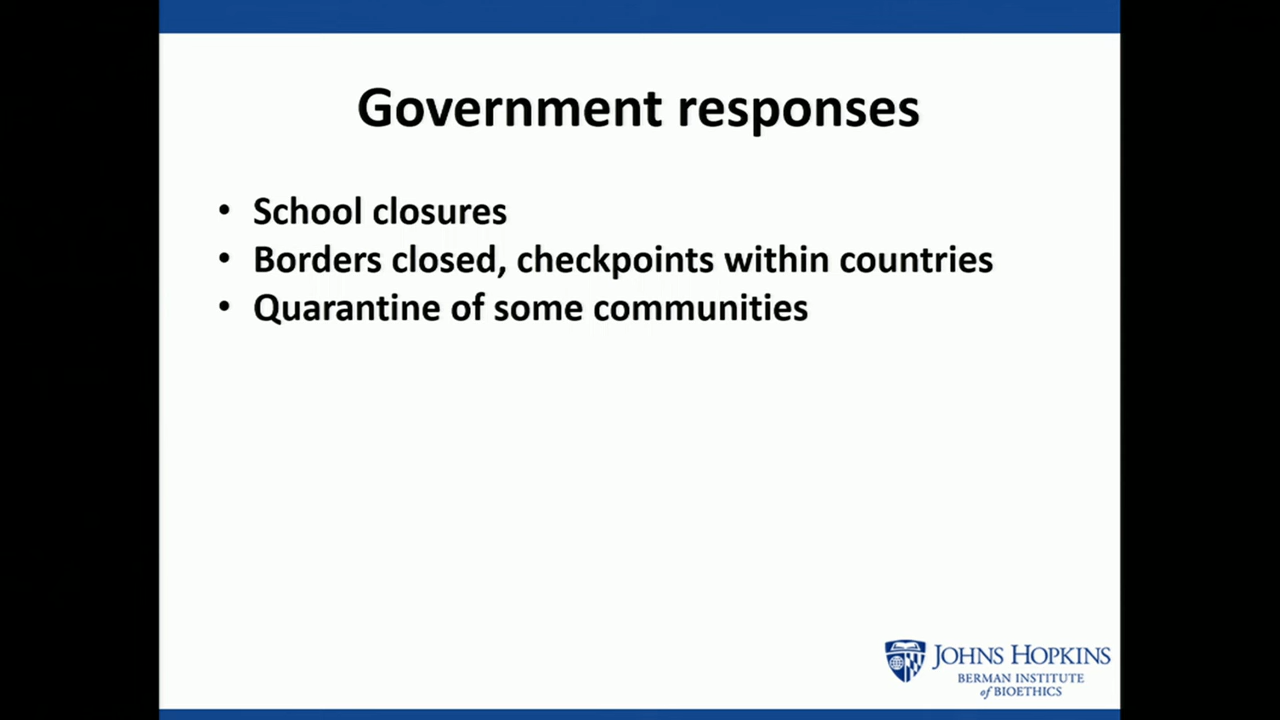 Government responses
• School closures
• Borders closed, checkpoints within countries
• Quarantine of some communities
JOHNS HOPKINS
BERMAN INSTITUTE
of BIOETHICS